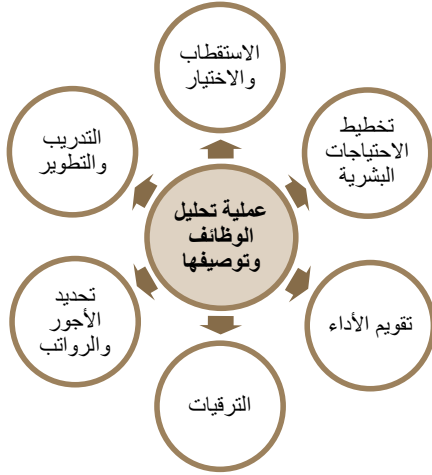 الاستقطاب
والاختيار
تخطيط
الاحتياجات
البشرية
التدريب
والتطوير
عملية تحليل
الوظائف
وتوصيفها
تحديد
الأجور
والرواتب
تقويم الأداء
الترقيات